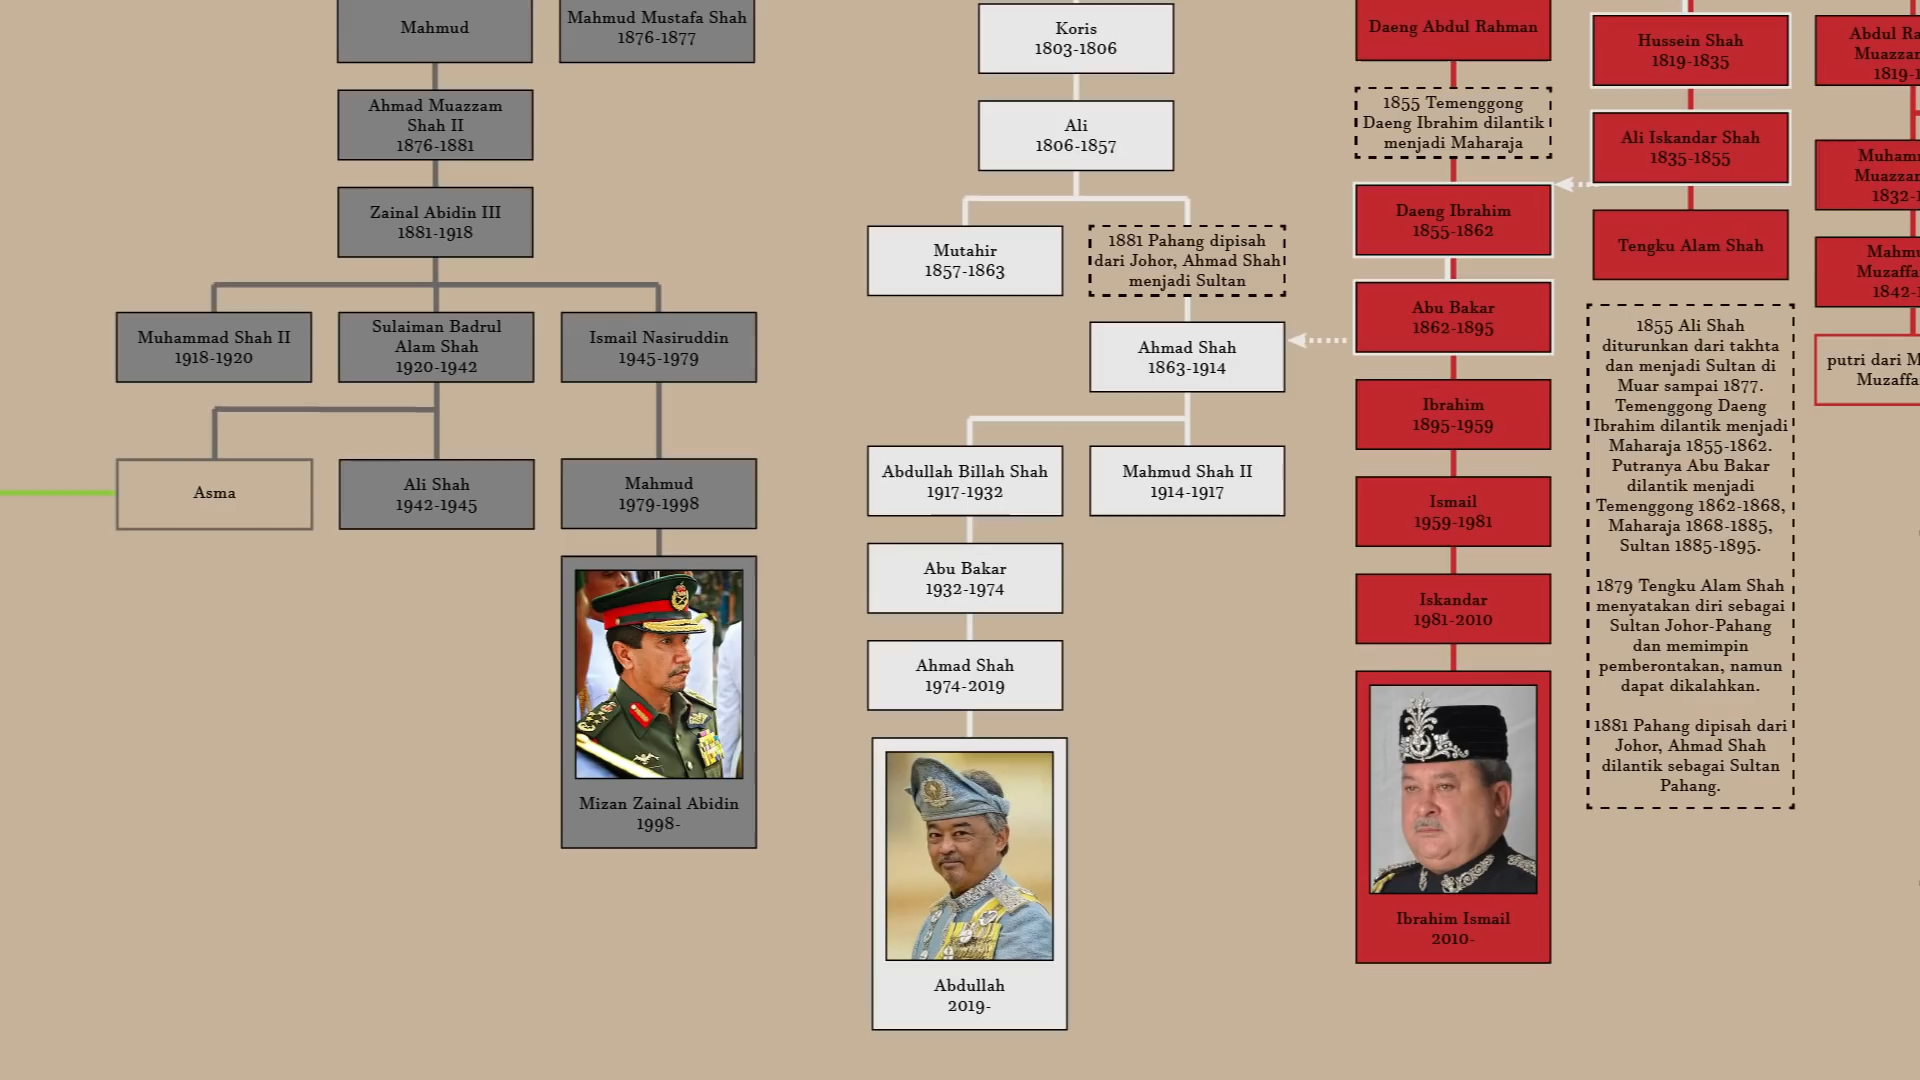 Mahmud
Mahmud Mustafa Shah
1876-1877
Ahmad Muazzam
Shah II
1876-1881
Zainal Abidin III
1881-1918
Muhammad Shah II
1918-1920
Sulaiman Badrul
Alam Shah
1920-1942
Ismail Nasiruddin
1945-1979
Asma
Ali Shah
1942-1945
Mahmud
1979-1998
Mizan Zainal Abidin
1998-
Koris
1803-1806
Ali
1806-1857
Mutahir
1857-1863
1881 Pahang dipisah
dari Johor, Ahmad Shah
menjadi Sultan
Ahmad Shah
1863-1914
Abdullah Billah Shah
1917-1932
Mahmud Shah II
1914-1917
Abu Bakar
1932-1974
Ahmad Shah
1974-2019
Abdullah
2019-
Daeng Abdul Rahman
1855 Temenggong
Daeng Ibrahim dilantik
menjadi Maharaja
Daeng Ibrahim
1855-1862
Abu Bakar
1862-1895
Ibrahim
1895-1959
Ismail
1959-1981
Iskandar
1981-2010
Ibrahim Ismail
2010-
Hussein Shah
1819-1835
Ali Iskandar Shah
1835-1855
Tengku Alam Shah
1855 Ali Shah
diturunkan dari takhta
dan menjadi Sultan di
Muar sampai 1877.
Temenggong Daeng
Ibrahim dilantik menjadi
Maharaja 1855-1862.
Putranya Abu Bakar
dilantik menjadi
Temenggong 1862-1868,
Maharaja 1868-1885,
Sultan 1885-1895.
1879 Tengku Alam Shah
menyatakan diri sebagai
Sultan Johor-Pahang
dan memimpin
pemberontakan, namun
dapat dikalahkan.
1881 Pahang dipisah dari
Johor, Ahmad Shah
dilantik sebagai Sultan
Pahang.
Abdul
1819-
1832-
1842-
putri dari